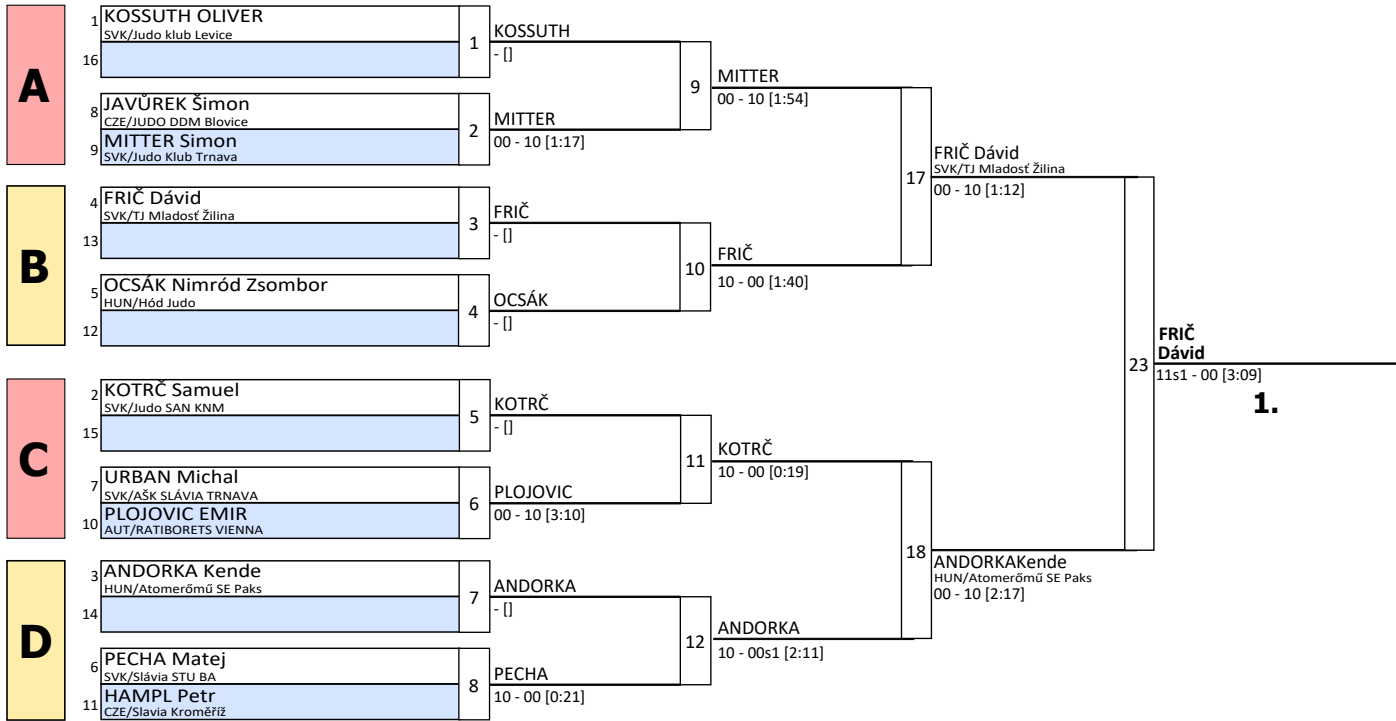 A
1 KOSSUTH OLIVER
SVK/Judo klub Levice
16
1
KOSSUTH
- []
8 JAVŮREK Šimon
CZE/JUDO DDM Blovice
9 MITTER Simon
SVK/Judo Klub Trnava
2
MITTER
00 - 10 [1:17]
9
MITTER
00 - 10 [1:54]
B
4 FRIČ Dávid
SVK/TJ Mladosť Žilina
13
3
FRIČ
- []
5 OCSÁK Nimród Zsombor
HUN/Hód Judo
12
4
OCSÁK
- []
10
FRIČ
10 - 00 [1:40]
17
FRIČ Dávid
SVK/TJ Mladosť Žilina
00 - 10 [1:12]
C
2 KOTRČ Samuel
SVK/Judo SAN KNM
15
5
KOTRČ
- []
7 URBAN Michal
SVK/AŠK SLÁVIA TRNAVA
10 PLOJOVIC EMIR
AUT/RATIBORETS VIENNA
6
PLOJOVIC
00 - 10 [3:10]
11
KOTRČ
10 - 00 [0:19]
D
3 ANDORKA Kende
HUN/Atomerőmű SE Paks
14
7
ANDORKA
- []
6 PECHA Matej
SVK/Slávia STU BA
11 HAMPL Petr
CZE/Slavia Kroměříž
8
PECHA
10 - 00 [0:21]
12
ANDORKA
10 - 00s1 [2:11]
18
ANDORKAKende
HUN/Atomerőmű SE Paks
00 - 10 [2:17]
23
FRIČ
Dávid
11s1 - 00 [3:09]
1.